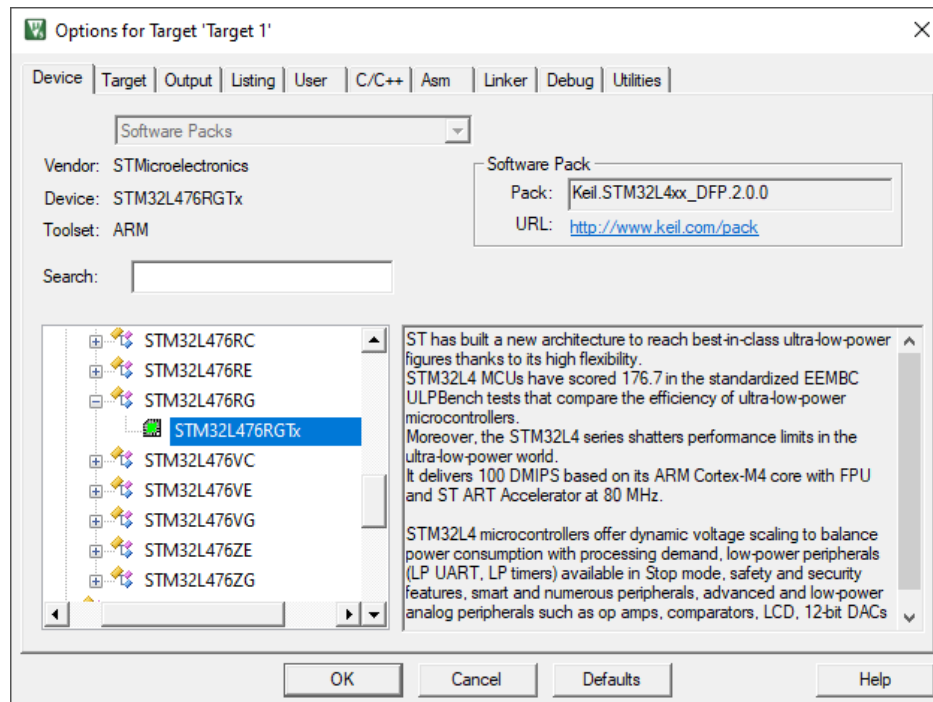 Options for Target 'Target 1'
Device Target Output Listing User C/C++ Asm Linker Debug Utilities
Software Packs
Vendor: STMicroelectronics
Device: STM32L476RGTx
Toolset: ARM
Software Pack
Pack: Keil.STM32L4xx_DFP.2.0.0
URL: http://www.keil.com/pack
Search:
STM32L476RC
STM32L476RE
STM32L476RG
STM32L476RGTx
STM32L476VC
STM32L476VE
STM32L476VG
STM32L476ZE
STM32L476ZG
ST has built a new architecture to reach best-in-class ultra-low-power
figures thanks to its high flexibility.
STM32L4 MCUs have scored 176.7 in the standardized EEMBC
ULPBench tests that compare the efficiency of ultra-low-power
microcontrollers.
Moreover, the STM32L4 series shatters performance limits in the
ultra-low-power world.
It delivers 100 DMIPS based on its ARM Cortex-M4 core with FPU
and ST ART Accelerator at 80 MHz.
STM32L4 microcontrollers offer dynamic voltage scaling to balance
power consumption with processing demand, low-power peripherals
(LP UART, LP timers) available in Stop mode, safety and security
features, smart and numerous peripherals, advanced and low-power
analog peripherals such as op amps, comparators, LCD, 12-bit DACs
OK Cancel Defaults Help